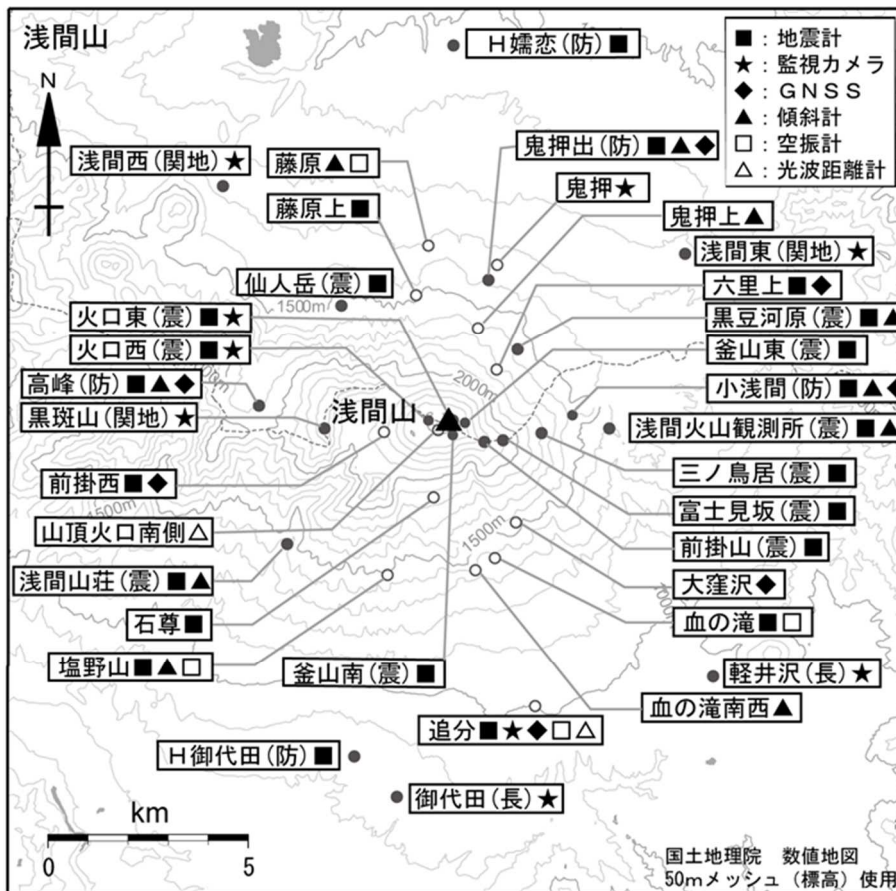 浅間山
N
■：地震計
★：監視カメラ
◆：ＧＮＳＳ
▲：傾斜計
□：空振計
△：光波距離計
Ｈ嬬恋(防)■
浅間西(関地)★
藤原▲□
鬼押出(防)■▲◆
鬼押★
藤原上■
鬼押上▲
浅間東(関地)★
仙人岳(震)■
六里上■◆
1500m
火口東(震)■★
黒豆河原(震)■▲
火口西(震)■★
釜山東(震)■
2000m
高峰(防)■▲◆
小浅間(防)■▲◆
黒斑山(関地)★
浅間山
浅間火山観測所(震)■▲
三ノ鳥居(震)■
前掛西■◆
富士見坂(震)■
1500m
山頂火口南側△
1500m
前掛山(震)■
浅間山荘(震)■▲
大窪沢◆
石尊■
血の滝■□
塩野山■▲□
釜山南(震)■
軽井沢(長)★
血の滝南西▲
追分■★◆□△
Ｈ御代田(防)■
御代田(長)★
km
0 5
国土地理院　数値地図
50mメッシュ（標高）使用